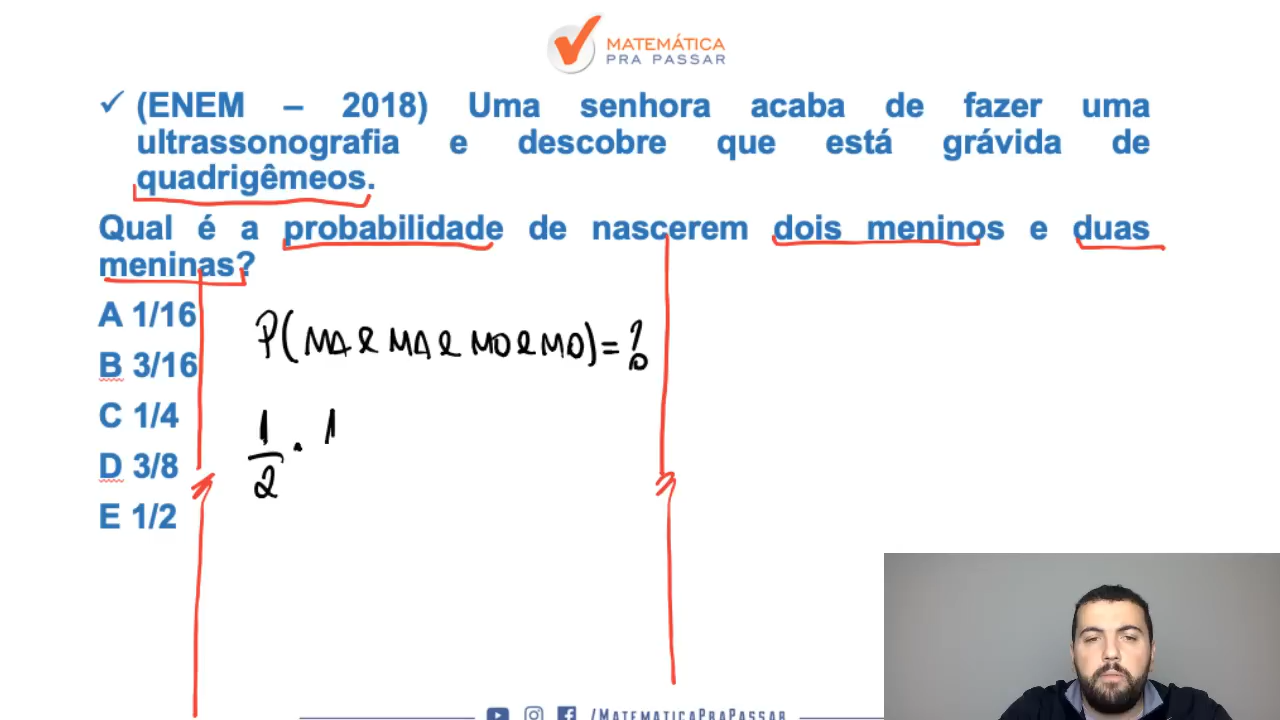 MATEMÁTICA
PRA PASSAR
✓ (ENEM – 2018) Uma senhora acaba de fazer uma
ultrassonografia e descobre que está grávida de
quadrigêmeos.
Qual é a probabilidade de nascerem dois meninos e duas
meninas?
A 1/16
B 3/16
C 1/4
D 3/8
E 1/2
P(MA e MA e MO e MO) = ?
1/2 · 1
/MATEMATICAPRAPASSAR